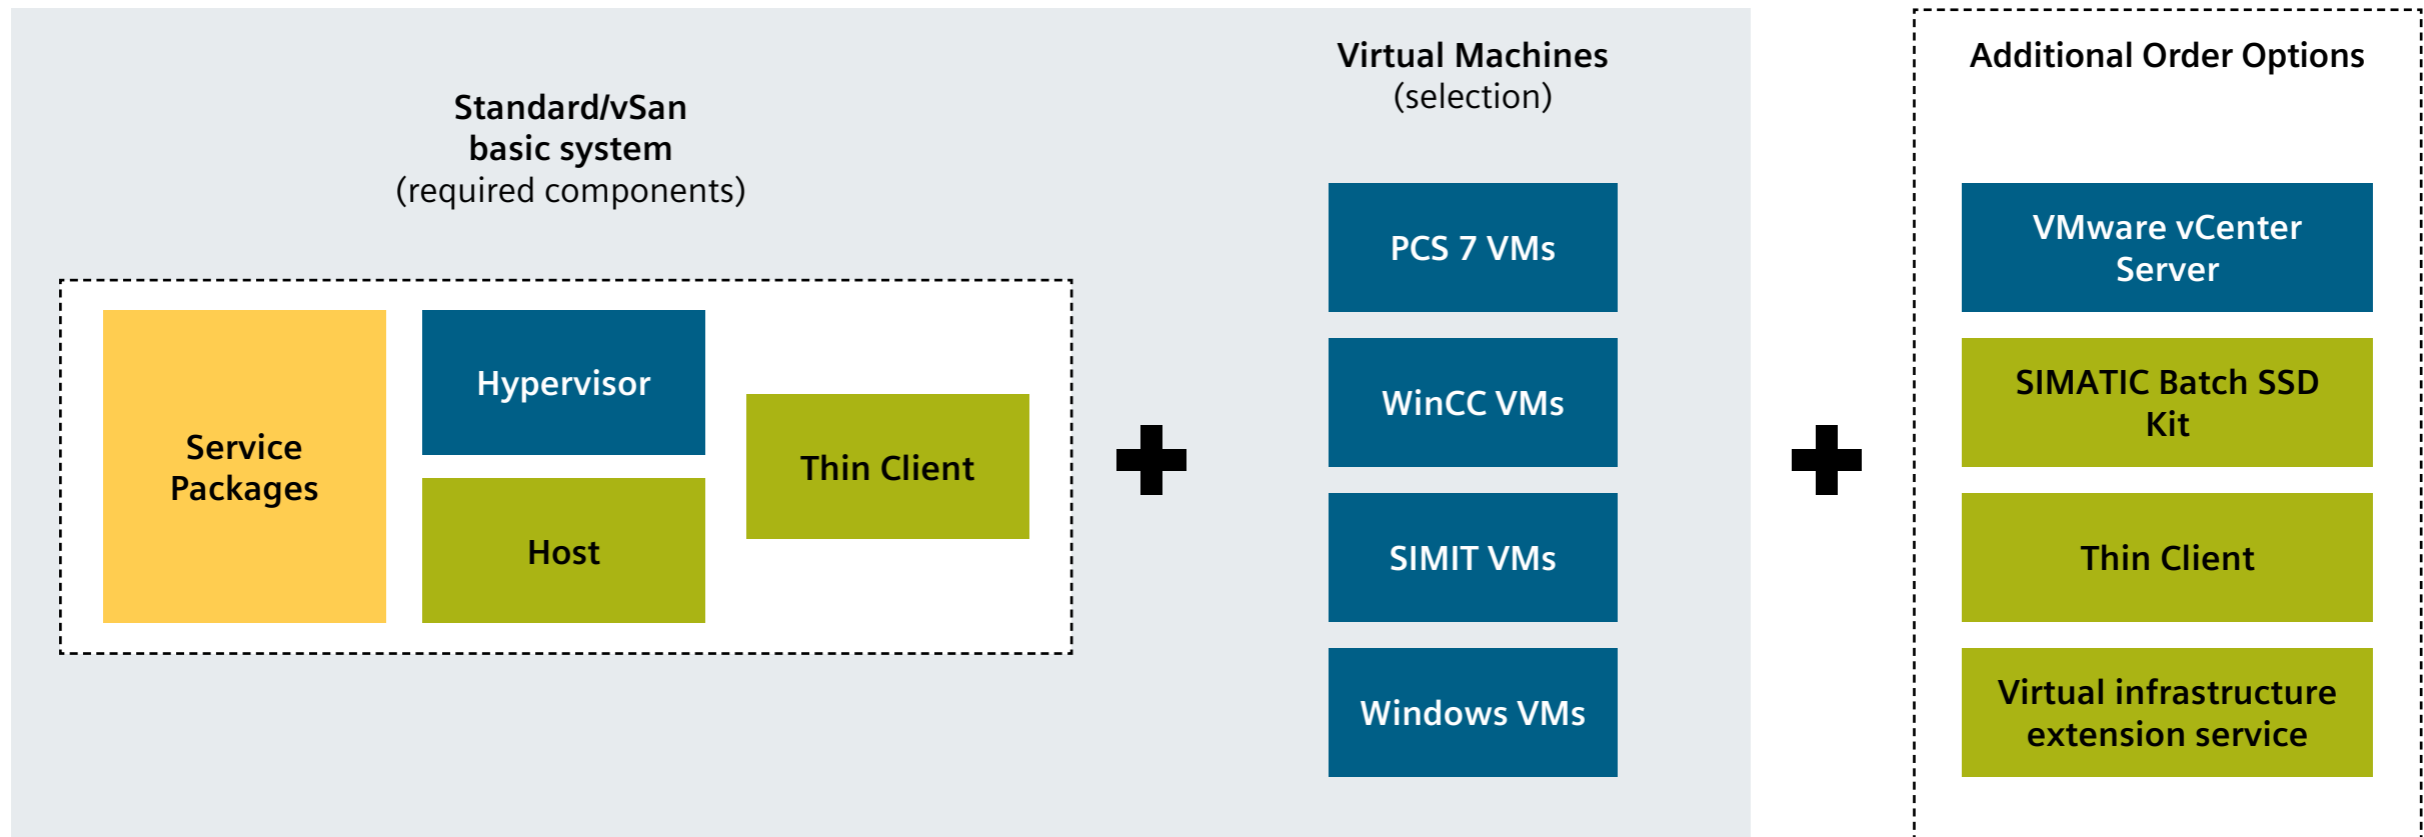 Standard/vSan
basic system
(required components)
Service
Packages
Hypervisor
Host
Thin Client
Virtual Machines
(selection)
PCS 7 VMs
WinCC VMs
SIMIT VMs
Windows VMs
Additional Order Options
VMware vCenter
Server
SIMATIC Batch SSD
Kit
Thin Client
Virtual infrastructure
extension service